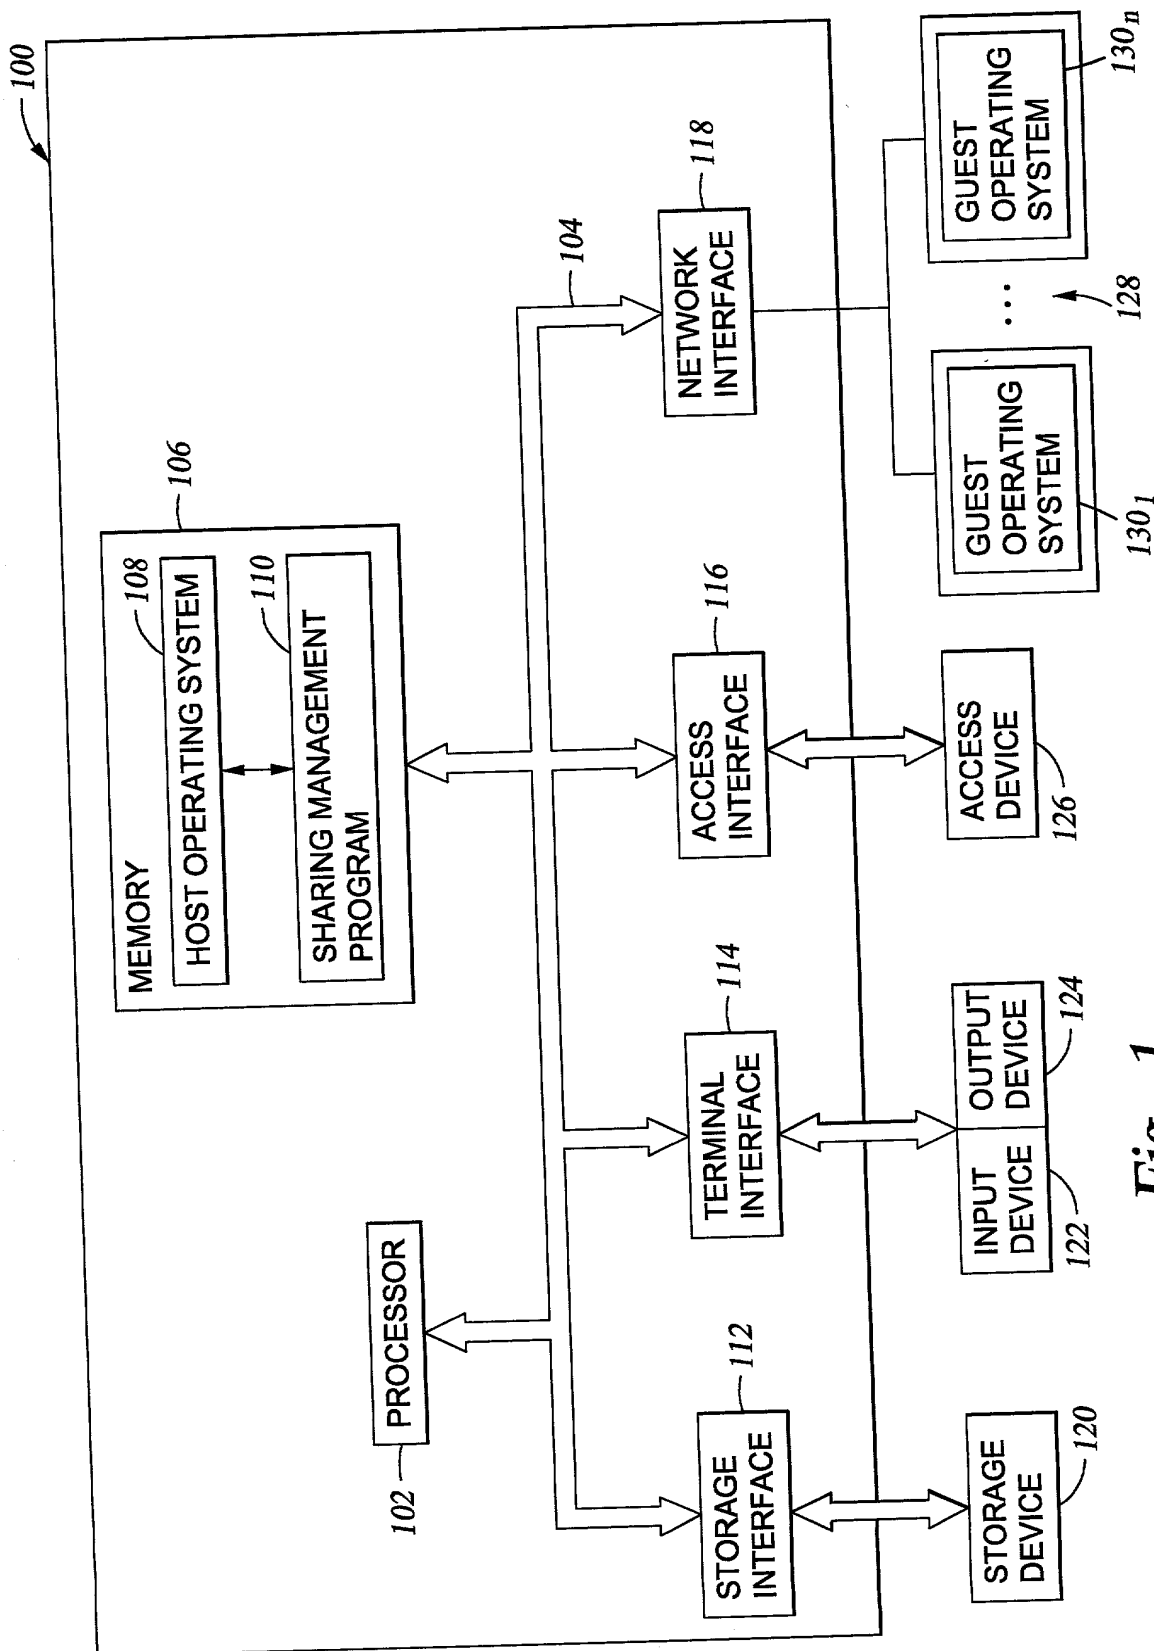 100
MEMORY
106
HOST OPERATING SYSTEM
108
SHARING MANAGEMENT
PROGRAM
110
PROCESSOR
102
104
STORAGE
INTERFACE
112
TERMINAL
INTERFACE
114
ACCESS
INTERFACE
116
NETWORK
INTERFACE
118
STORAGE
DEVICE
120
INPUT
DEVICE
122
OUTPUT
DEVICE
124
ACCESS
DEVICE
126
GUEST
OPERATING
SYSTEM
130₁
...
128
GUEST
OPERATING
SYSTEM
130ₙ
Fig. 1